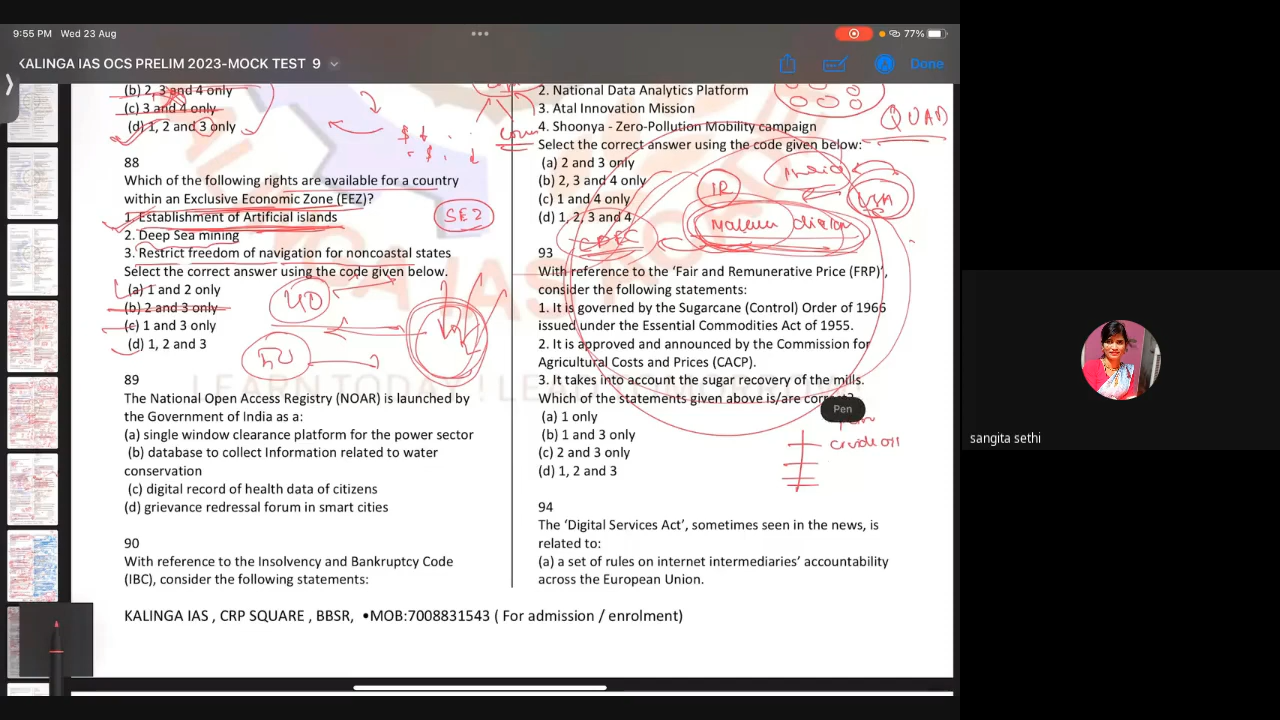 9:55 PM Wed 23 Aug
77%
KALINGA IAS OCS PRELIM 2023-MOCK TEST 9
Done
(b) 2, 3 and 4 only
(c) 3 and 4 only
(d) 1, 2 and 3 only
88
Which of the following rights are available for a country
within an Exclusive Economic Zone (EEZ)?
1. Establishment of Artificial islands
2. Deep Sea mining
3. Restrict freedom of navigation for noncoastal states
Select the correct answer using the code given below.
(a) 1 and 2 only
(b) 2 and 3 only
(c) 1 and 3 only
(d) 1, 2 and 3
SEZ
89
The National Open Access Registry (NOAR) is launched by
the Government of India as a:
(a) single window clearance platform for the power sector
(b) database to collect Information related to water
conservation
(c) digital record of health data of citizens
(d) grievance redressal forum in smart cities
90
With reference to the Insolvency and Bankruptcy Code
(IBC), consider the following statements:
2. National Data Analytics Platform
3. Atal Innovation Mission
4. Shoonya - Zero-Pollution Mobility campaign
Select the correct answer using the code given below:
(a) 2 and 3 only
(b) 2, 3 and 4 only
(c) 1 and 4 only
(d) 1, 2, 3 and 4
QUAD
93
With reference to the 'Fair and Remunerative Price (FRP)',
consider the following statements:
1. It is governed by the Sugarcane (Control) Order of 1966
issued under the Essential Commodities Act of 1955.
2. It is approved and announced by the Commission for
Agricultural Costs and Prices (CACP).
3. It takes into account the sugar recovery of the mills.
Which of the statements given above is/are correct?
(a) 1 only
(b) 1 and 3 only
(c) 2 and 3 only
(d) 1, 2 and 3
Pen
crude oil
94
The 'Digital Services Act', sometimes seen in the news, is
related to:
(a) a set of rules on internet intermediaries' accountability
across the European Union.
KALINGA IAS , CRP SQUARE , BBSR, •MOB:7008831543 ( For admission / enrolment)
sangita sethi